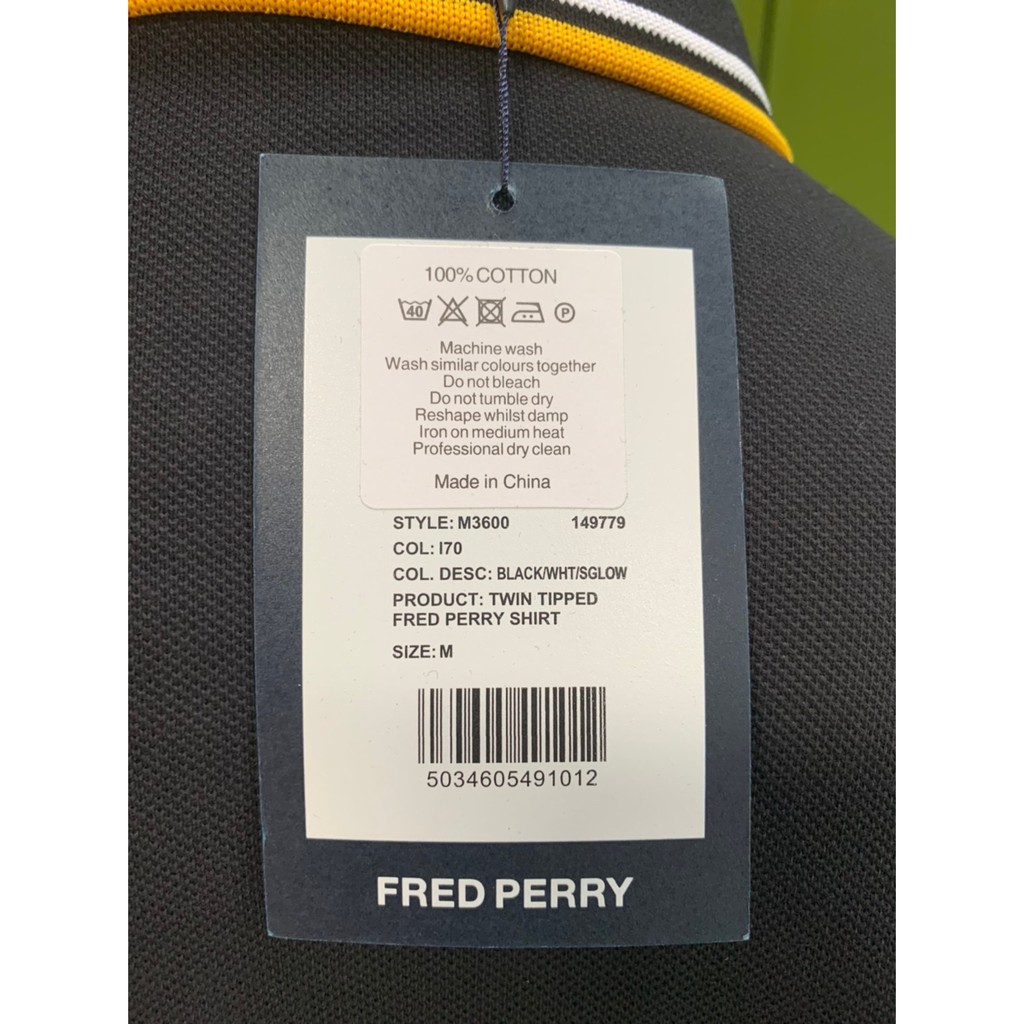 100% COTTON
40 P
Machine wash
Wash similar colours together
Do not bleach
Do not tumble dry
Reshape whilst damp
Iron on medium heat
Professional dry clean
Made in China
STYLE: M3600 149779
COL: I70
COL. DESC: BLACK/WHT/SGLOW
PRODUCT: TWIN TIPPED
FRED PERRY SHIRT
SIZE: M
5034605491012
FRED PERRY